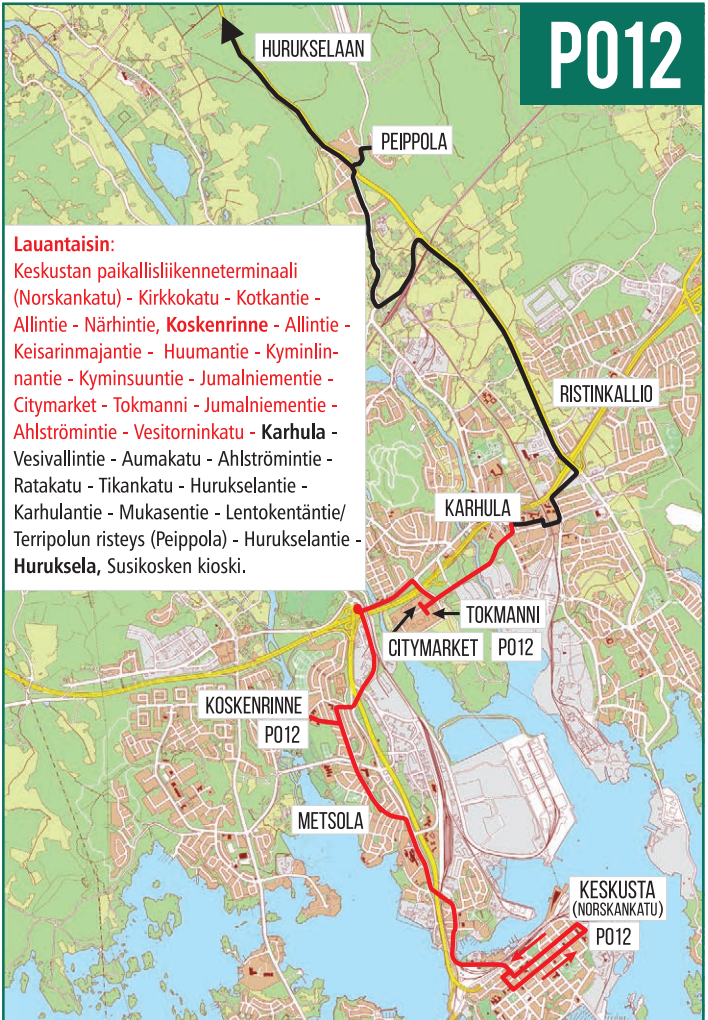 P012
HURUKSELAAN
PEIPPOLA
Lauantaisin:
Keskustan paikallisliikenneterminaali
(Norskankatu) - Kirkkokatu - Kotkantie -
Allintie - Närhintie, Koskenrinne - Allintie -
Keisarinmajantie - Huumantie - Kyminlin-
nantie - Kyminsuuntie - Jumalniementie -
Citymarket - Tokmanni - Jumalniementie -
Ahlströmintie - Vesitorninkatu - Karhula -
Vesivallintie - Aumakatu - Ahlströmintie -
Ratakatu - Tikankatu - Hurukselantie -
Karhulantie - Mukasentie - Lentokentäntie/
Terripolun risteys (Peippola) - Hurukselantie -
Huruksela, Susikosken kioski.
RISTINKALLIO
KARHULA
TOKMANNI
CITYMARKET P012
KOSKENRINNE
P012
METSOLA
KESKUSTA
(NORSKANKATU)
P012